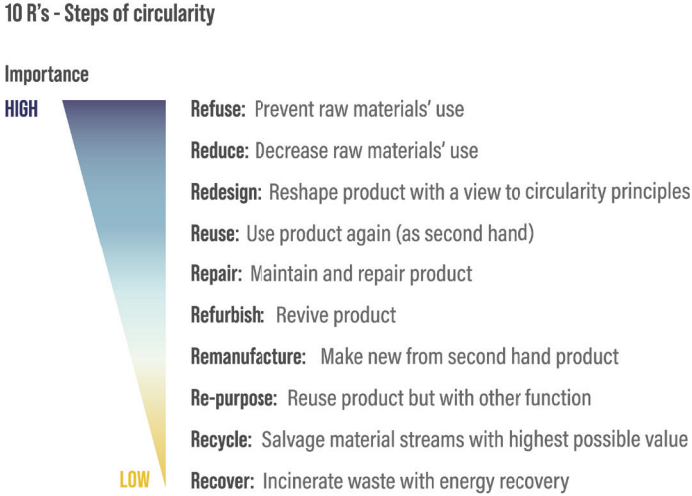 10 R's - Steps of circularity
Importance
HIGH
Refuse: Prevent raw materials' use
Reduce: Decrease raw materials' use
Redesign: Reshape product with a view to circularity principles
Reuse: Use product again (as second hand)
Repair: Maintain and repair product
Refurbish: Revive product
Remanufacture: Make new from second hand product
Re-purpose: Reuse product but with other function
Recycle: Salvage material streams with highest possible value
LOW
Recover: Incinerate waste with energy recovery